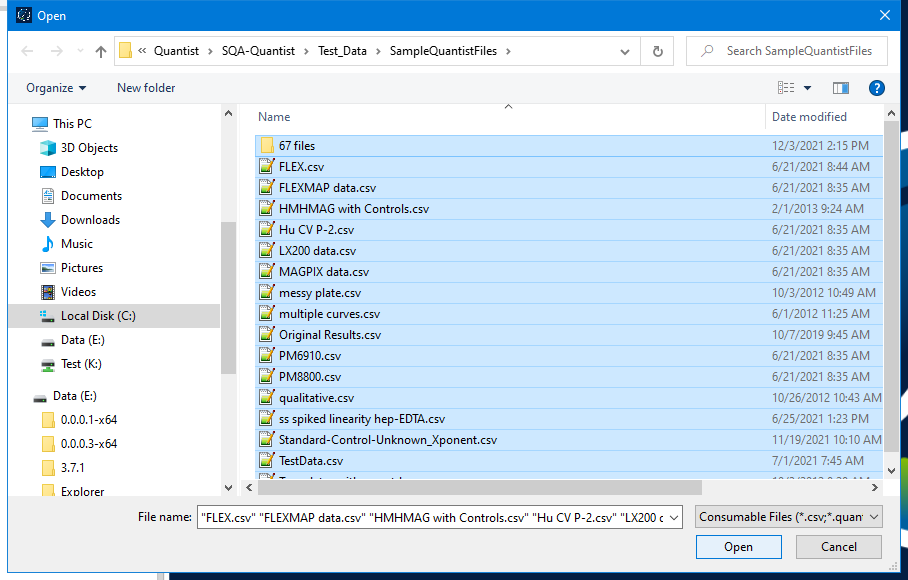 Open
« Quantist > SQA-Quantist > Test_Data > SampleQuantistFiles >
Search SampleQuantistFiles
Organize New folder
?
Name Date modified
This PC
3D Objects
Desktop
Documents
Downloads
Music
Pictures
Videos
Local Disk (C:)
Data (E:)
Test (K:)
Data (E:)
0.0.0.1-x64
0.0.0.3-x64
3.7.1
Explorer
67 files 12/3/2021 2:15 PM
FLEX.csv 6/21/2021 8:44 AM
FLEXMAP data.csv 6/21/2021 8:35 AM
HMHMAG with Controls.csv 2/1/2013 9:24 AM
Hu CV P-2.csv 6/21/2021 8:35 AM
LX200 data.csv 6/21/2021 8:35 AM
MAGPIX data.csv 6/21/2021 8:35 AM
messy plate.csv 10/3/2012 10:49 AM
multiple curves.csv 6/1/2012 11:25 AM
Original Results.csv 10/7/2019 9:45 AM
PM6910.csv 6/21/2021 8:35 AM
PM8800.csv 6/21/2021 8:35 AM
qualitative.csv 10/26/2012 10:43 AM
ss spiked linearity hep-EDTA.csv 6/25/2021 1:23 PM
Standard-Control-Unknown_Xponent.csv 11/19/2021 10:10 AM
TestData.csv 7/1/2021 7:45 AM
File name: "FLEX.csv" "FLEXMAP data.csv" "HMHMAG with Controls.csv" "Hu CV P-2.csv" "LX200 Consumable Files (*.csv;*.quan
Open Cancel